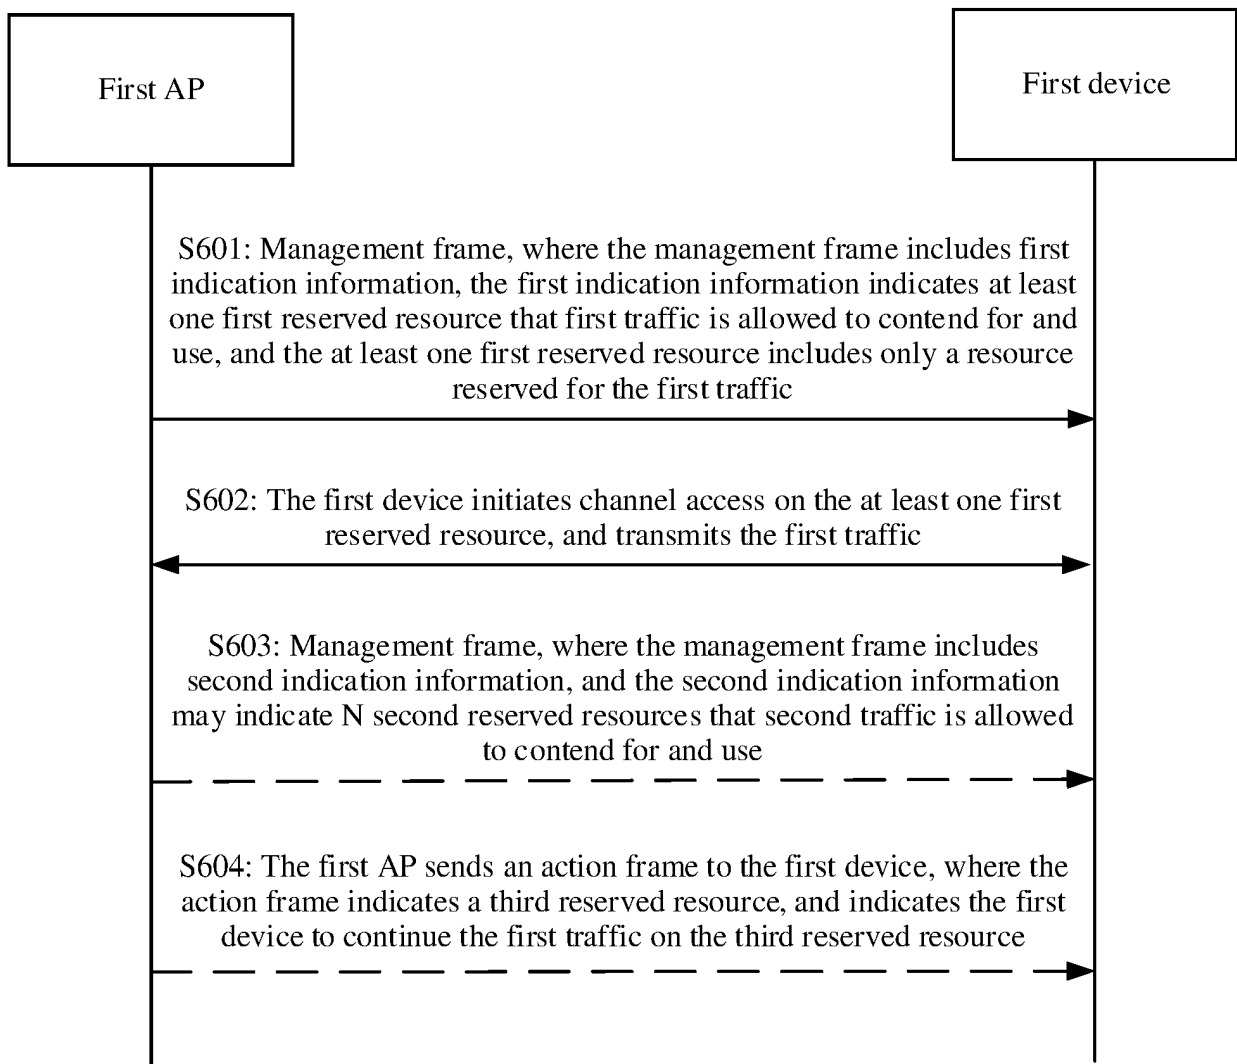 First AP
First device
S601: Management frame, where the management frame includes first
indication information, the first indication information indicates at least
one first reserved resource that first traffic is allowed to contend for and
use, and the at least one first reserved resource includes only a resource
reserved for the first traffic
S602: The first device initiates channel access on the at least one first
reserved resource, and transmits the first traffic
S603: Management frame, where the management frame includes
second indication information, and the second indication information
may indicate N second reserved resources that second traffic is allowed
to contend for and use
S604: The first AP sends an action frame to the first device, where the
action frame indicates a third reserved resource, and indicates the first
device to continue the first traffic on the third reserved resource